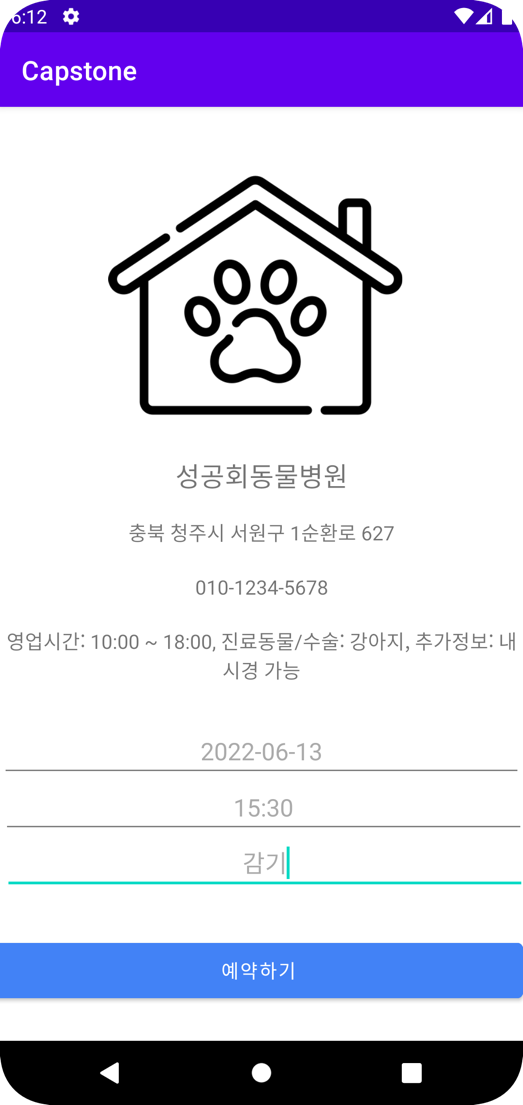 6:12
Capstone
성공회동물병원
충북 청주시 서원구 1순환로 627
010-1234-5678
영업시간: 10:00 ~ 18:00, 진료동물/수술: 강아지, 추가정보: 내
시경 가능
2022-06-13
15:30
감기
예약하기